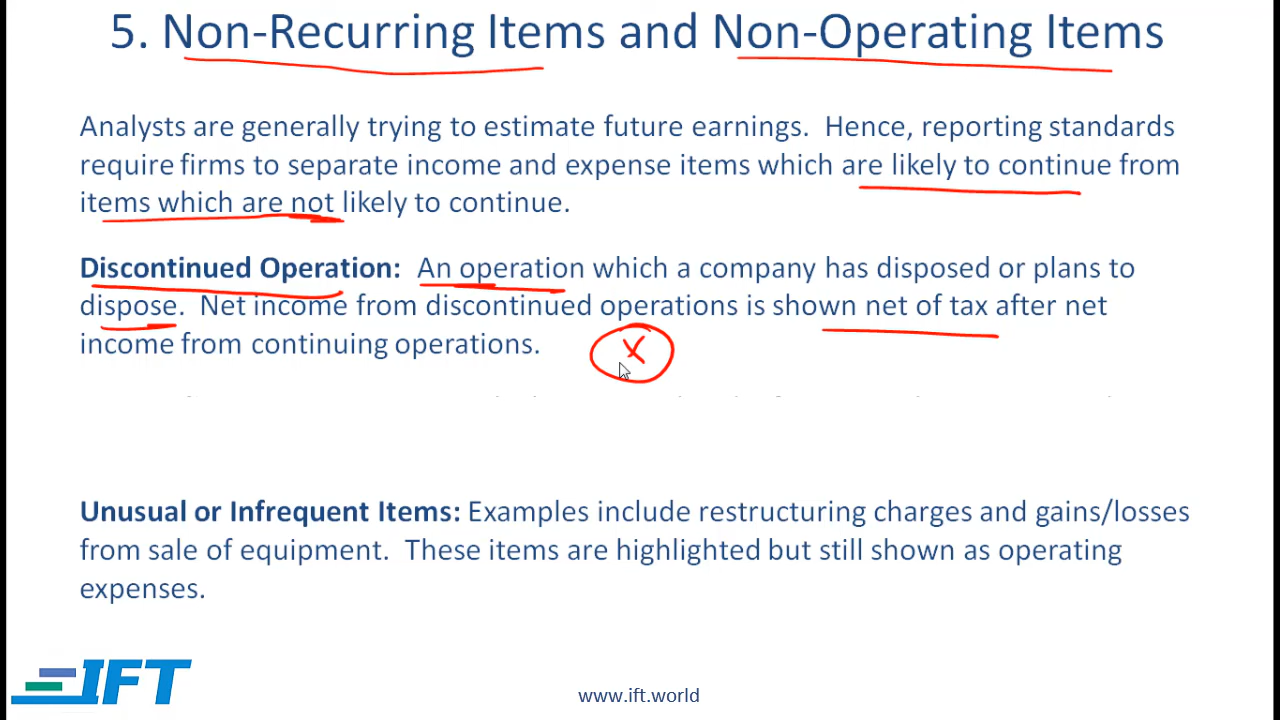 5. Non-Recurring Items and Non-Operating Items
Analysts are generally trying to estimate future earnings.  Hence, reporting standards
require firms to separate income and expense items which are likely to continue from
items which are not likely to continue.
Discontinued Operation:  An operation which a company has disposed or plans to
dispose.  Net income from discontinued operations is shown net of tax after net
income from continuing operations.
X
Unusual or Infrequent Items: Examples include restructuring charges and gains/losses
from sale of equipment.  These items are highlighted but still shown as operating
expenses.
IFT
www.ift.world